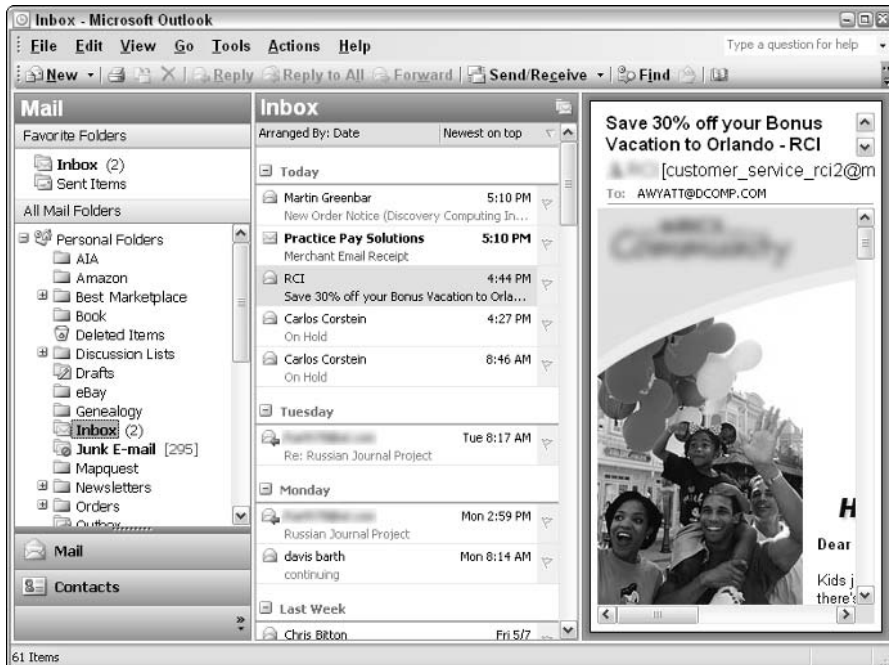 Inbox - Microsoft Outlook
File Edit View Go Tools Actions Help
Type a question for help
New Reply Reply to All Forward Send/Receive Find
Mail
Favorite Folders
Inbox (2)
Sent Items
All Mail Folders
Personal Folders
AIA
Amazon
Best Marketplace
Book
Deleted Items
Discussion Lists
Drafts
eBay
Genealogy
Inbox (2)
Junk E-mail [295]
Mapquest
Newsletters
Orders
Outbox
Mail
Contacts
Inbox
Arranged By: Date Newest on top
Today
Martin Greenbar 5:10 PM
New Order Notice (Discovery Computing In...
Practice Pay Solutions 5:10 PM
Merchant Email Receipt
RCI 4:44 PM
Save 30% off your Bonus Vacation to Orla...
Carlos Corstein 4:27 PM
On Hold
Carlos Corstein 8:46 AM
On Hold
Tuesday
Tue 8:17 AM
Re: Russian Journal Project
Monday
Mon 2:59 PM
Russian Journal Project
davis barth Mon 8:14 AM
continuing
Last Week
Chris Bitton Fri 5/7
Save 30% off your Bonus
Vacation to Orlando - RCI
[customer_service_rci2@m
To: AWYATT@DCOMP.COM
H
Dear
Kids j
there's
61 Items